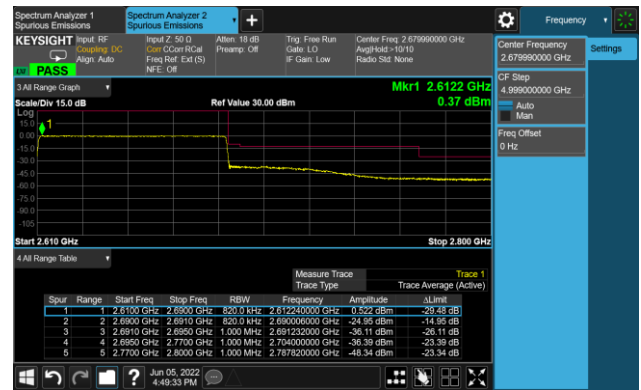 Spectrum Analyzer 1
Spurious Emissions
Spectrum Analyzer 2
Spurious Emissions
Frequency
KEYSIGHT
PASS
Input: RF
Coupling: DC
Align: Auto
Input Z: 50 Ω
Corr CCorr RCal
Freq Ref: Ext (S)
NFE: Off
Atten: 18 dB
Preamp: Off
Trig: Free Run
Gate: LO
IF Gain: Low
Center Freq: 2.679990000 GHz
Avg|Hold:>10/10
Radio Std: None
Center Frequency
2.679990000 GHz
Settings
CF Step
4.999000000 GHz
Auto
Man
Freq Offset
0 Hz
3 All Range Graph
Scale/Div 15.0 dB
Ref Value 30.00 dBm
Mkr1 2.6122 GHz
0.37 dBm
Log
15.0
0.00
-15.0
-30.0
-45.0
-60.0
-75.0
-90.0
-105
1
Start 2.610 GHz
Stop 2.800 GHz
4 All Range Table
Measure Trace Trace 1
Trace Type Trace Average (Active)
Spur Range Start Freq Stop Freq RBW Frequency Amplitude ΔLimit
1 1 2.6100 GHz 2.6900 GHz 820.0 kHz 2.612240000 GHz 0.522 dBm -29.48 dB
2 2 2.6900 GHz 2.6910 GHz 820.0 kHz 2.690006000 GHz -24.95 dBm -14.95 dB
3 3 2.6910 GHz 2.6950 GHz 1.000 MHz 2.691232000 GHz -36.11 dBm -26.11 dB
4 4 2.6950 GHz 2.7700 GHz 1.000 MHz 2.704000000 GHz -36.39 dBm -23.39 dB
5 5 2.7700 GHz 2.8000 GHz 1.000 MHz 2.787820000 GHz -48.34 dBm -23.34 dB
Jun 05, 2022
4:49:33 PM